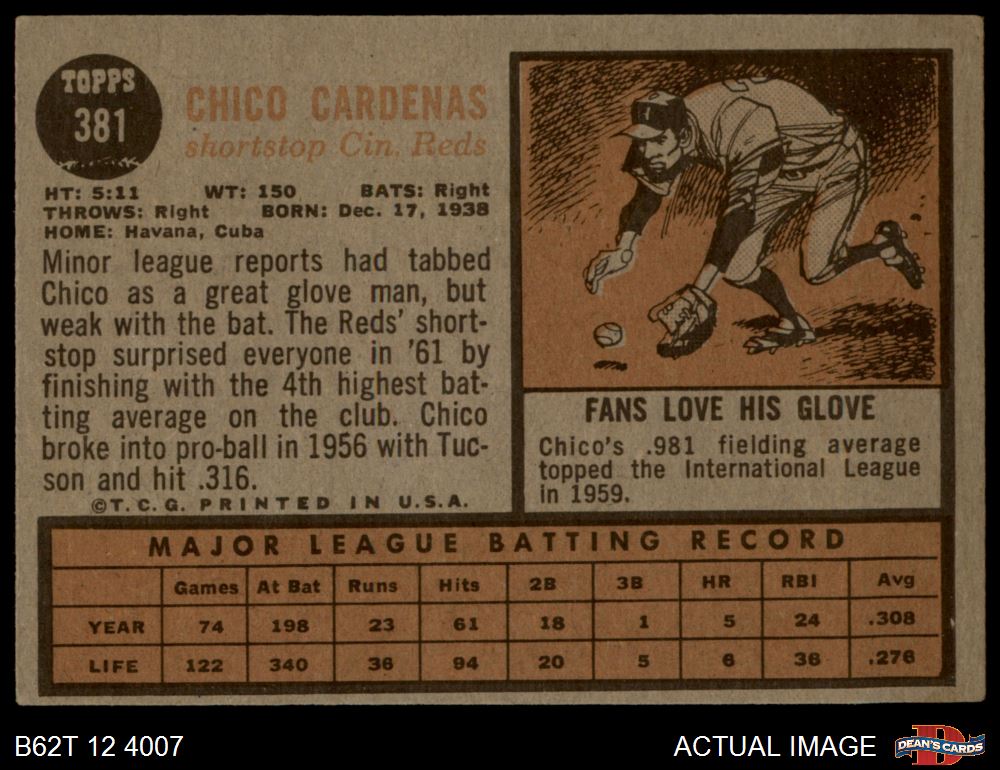 TOPPS
381
CHICO CARDENAS
shortstop Cin. Reds
HT: 5:11 WT: 150 BATS: Right
THROWS: Right BORN: Dec. 17, 1938
HOME: Havana, Cuba
Minor league reports had tabbed
Chico as a great glove man, but
weak with the bat. The Reds' short-
stop surprised everyone in '61 by
finishing with the 4th highest bat-
ting average on the club. Chico
broke into pro-ball in 1956 with Tuc-
son and hit .316.
©T.C.G. PRINTED IN U.S.A.
T
FANS LOVE HIS GLOVE
Chico's .981 fielding average
topped the International League
in 1959.
MAJOR LEAGUE BATTING RECORD
Games At Bat Runs Hits 2B 3B HR RBI Avg
YEAR 74 198 23 61 18 1 5 24 .308
LIFE 122 340 36 94 20 5 6 36 .276
B62T 12 4007
ACTUAL IMAGE
D
DEAN'S CARDS